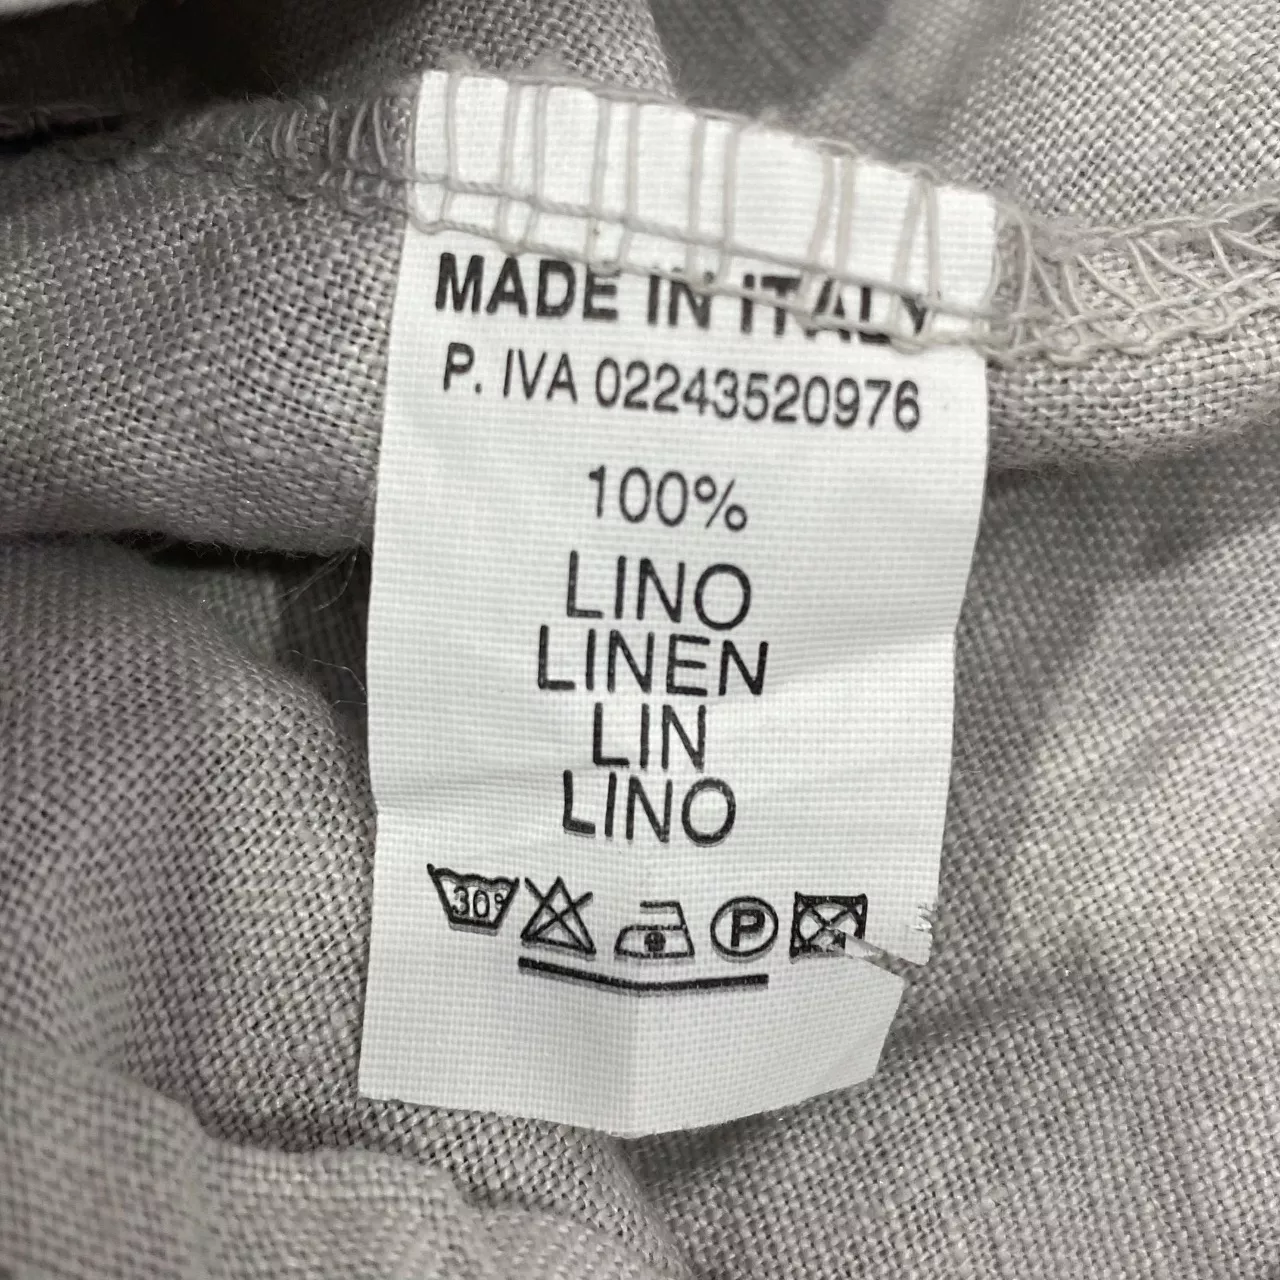 MADE IN ITALY
P. IVA 02243520976
100%
LINO
LINEN
LIN
LINO
30° P